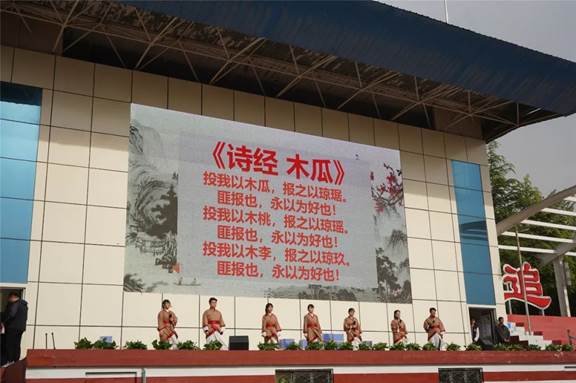 《诗经 木瓜》
投我以木瓜，报之以琼琚。
匪报也，永以为好也！
投我以木桃，报之以琼瑶。
匪报也，永以为好也！
投我以木李，报之以琼玖。
匪报也，永以为好也！
追